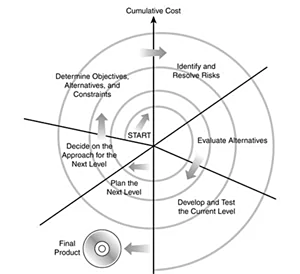 Cumulative Cost
Identify and
Resolve Risks
Determine Objectives,
Alternatives, and
Constraints
START
Evaluate Alternatives
Decide on the
Approach for the
Next Level
Plan the
Next Level
Develop and Test
the Current Level
Final
Product